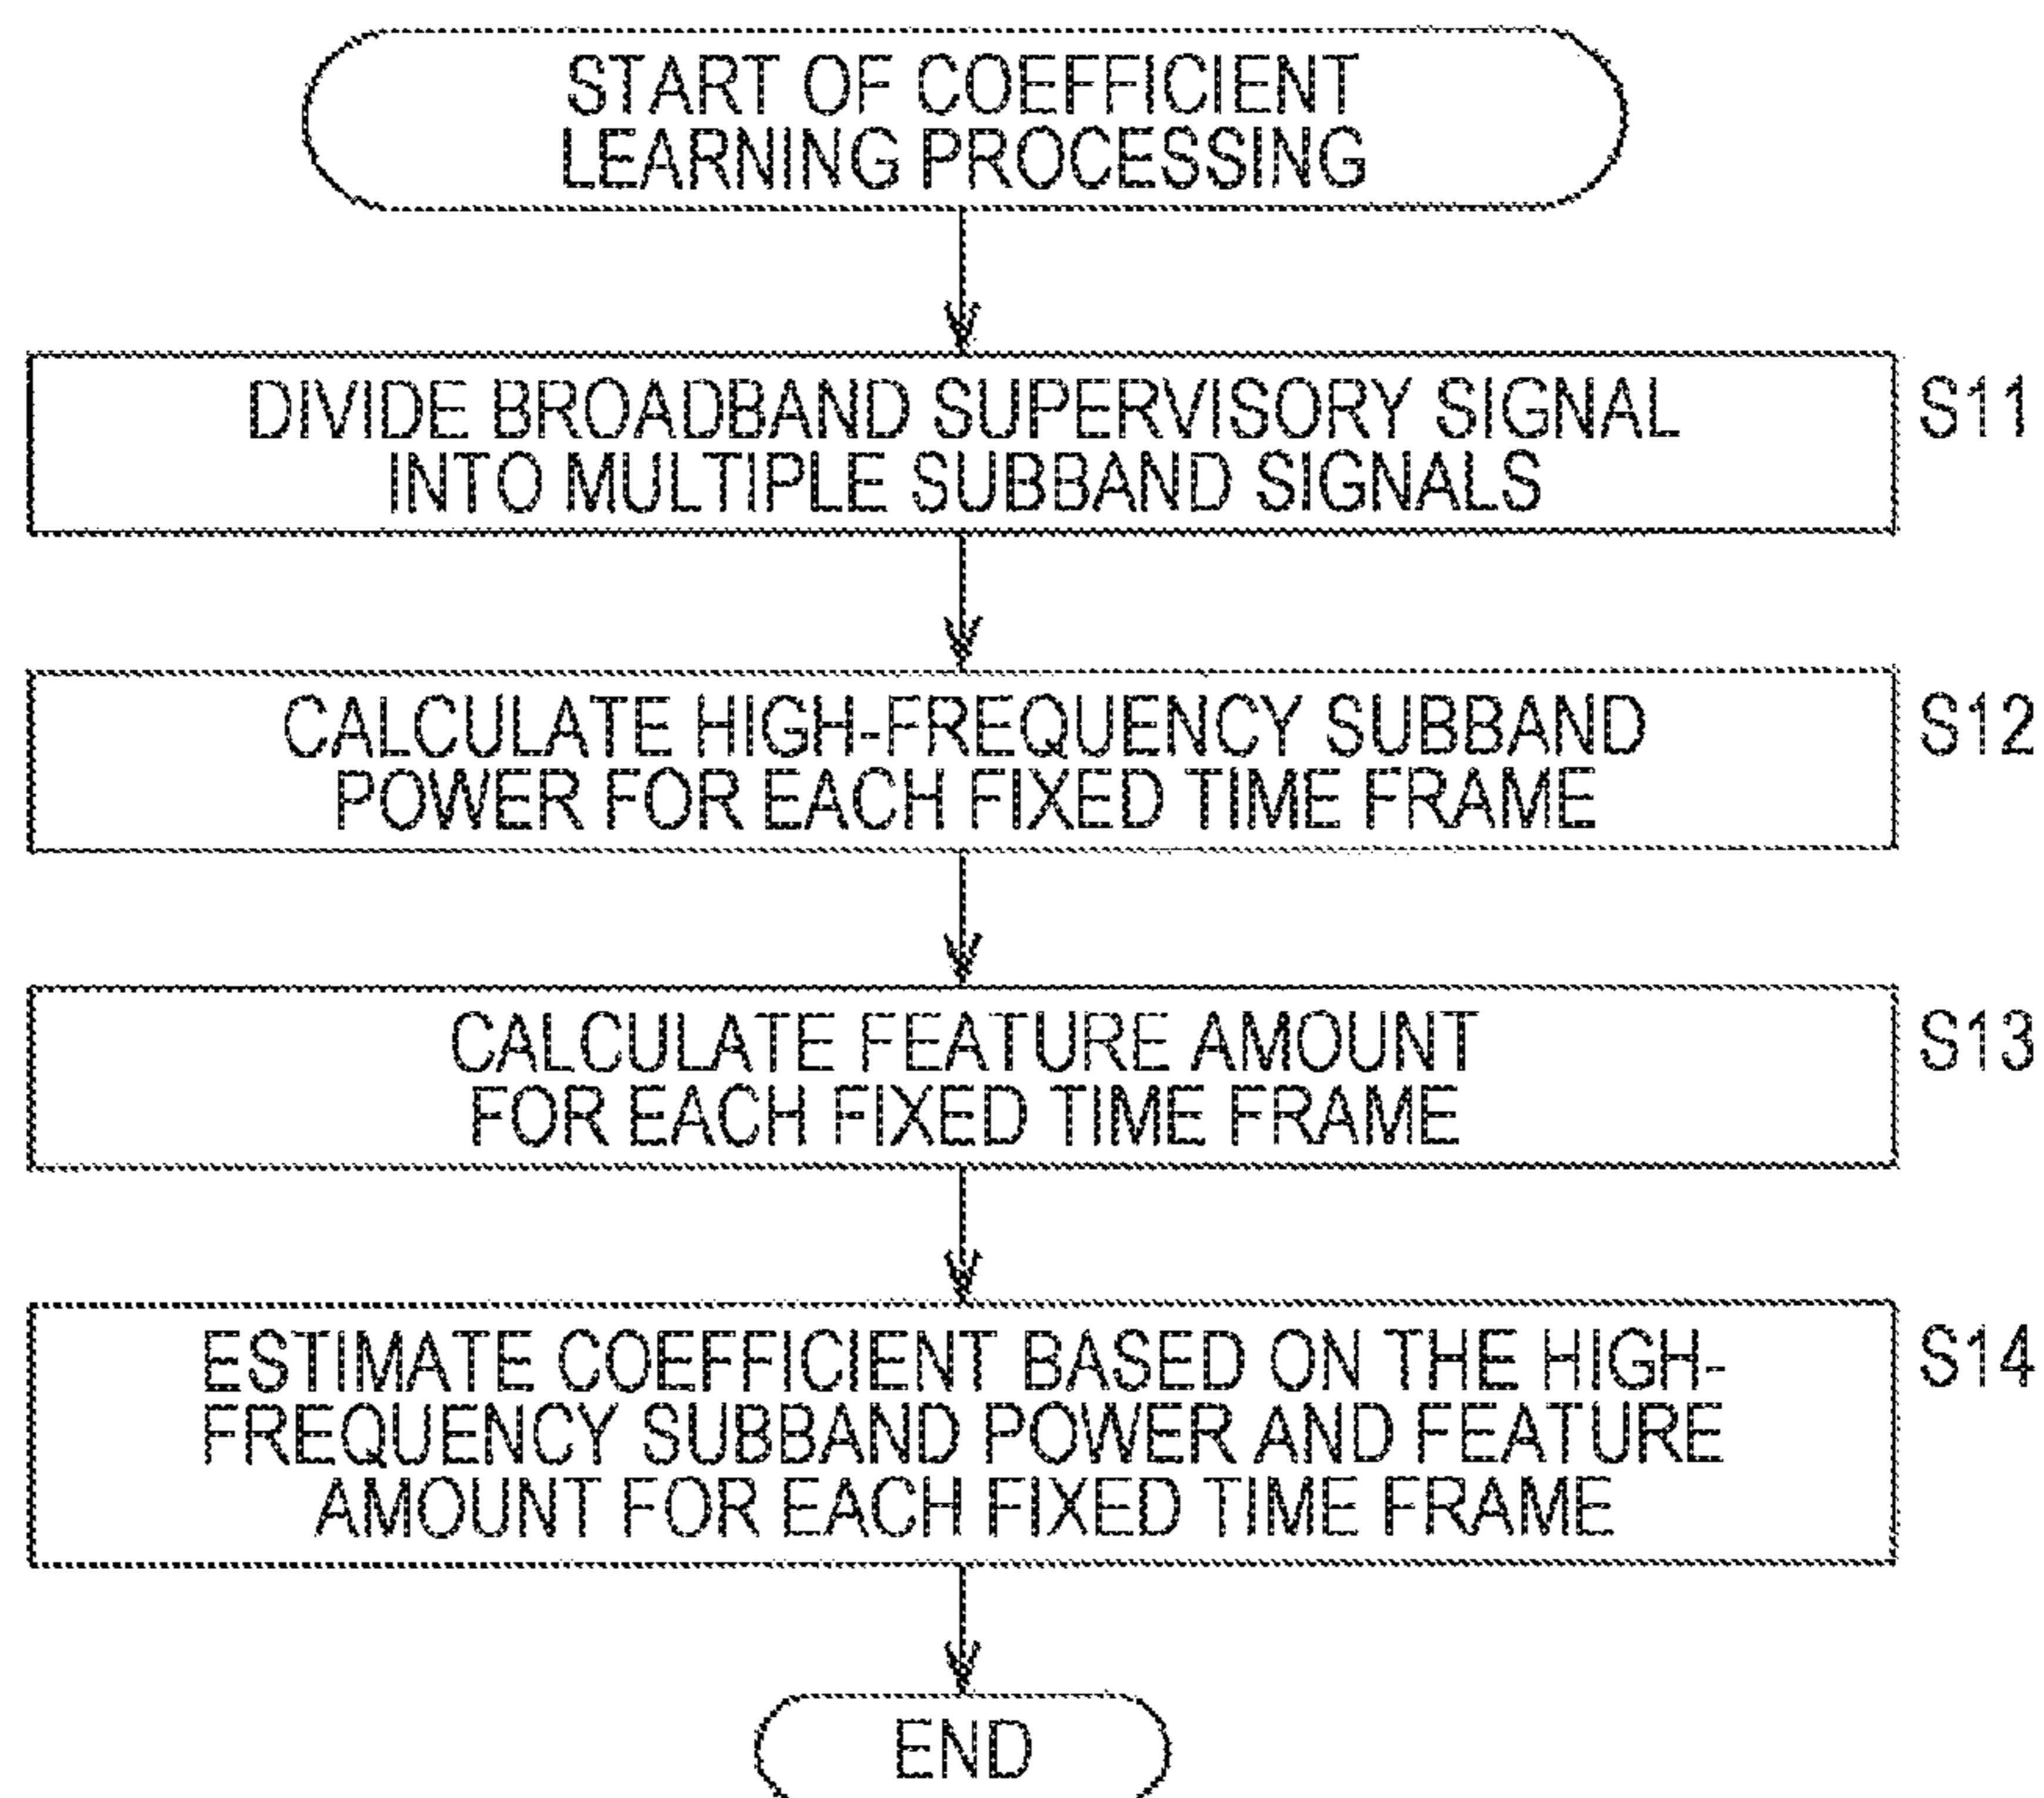 START OF COEFFICIENT
LEARNING PROCESSING
DIVIDE BROADBAND SUPERVISORY SIGNAL
INTO MULTIPLE SUBBAND SIGNALS
S11
CALCULATE HIGH-FREQUENCY SUBBAND
POWER FOR EACH FIXED TIME FRAME
S12
CALCULATE FEATURE AMOUNT
FOR EACH FIXED TIME FRAME
S13
ESTIMATE COEFFICIENT BASED ON THE HIGH-
FREQUENCY SUBBAND POWER AND FEATURE
AMOUNT FOR EACH FIXED TIME FRAME
S14
END